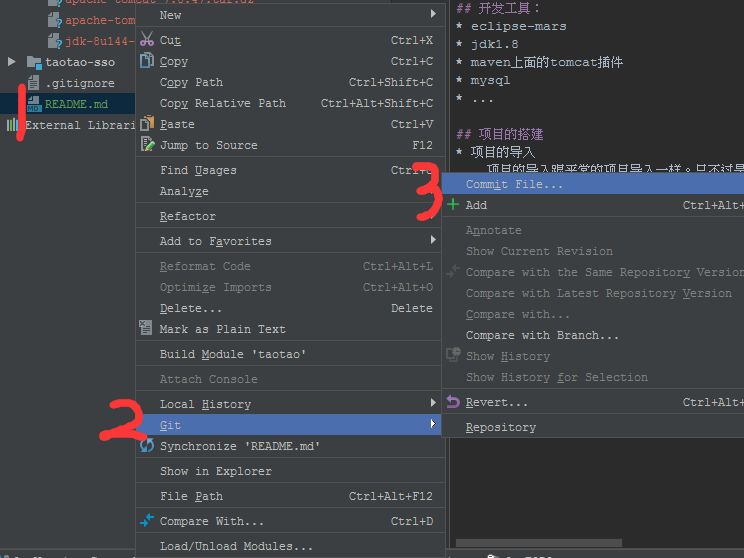 apache-tom
jdk-8u144-
taotao-sso
.gitignore
README.md
External Librari
1
2
3
New
Cut Ctrl+X
Copy Ctrl+C
Copy Path Ctrl+Shift+C
Copy Relative Path Ctrl+Alt+Shift+C
Paste Ctrl+V
Jump to Source F12
Find Usages
Analyze
Refactor
Add to Favorites
Reformat Code Ctrl+Alt+L
Optimize Imports Ctrl+Alt+O
Delete... Delete
Mark as Plain Text
Build Module 'taotao'
Attach Console
Local History
Git
Synchronize 'README.md'
Show in Explorer
File Path Ctrl+Alt+F12
Compare With... Ctrl+D
Load/Unload Modules...
Commit File...
Add Ctrl+Alt+
Annotate
Show Current Revision
Compare with the Same Repository Version
Compare with Latest Repository Version
Compare with...
Compare with Branch...
Show History
Show History for Selection
Revert... Ctrl+Alt+
Repository
## 开发工具：
* eclipse-mars
* jdk1.8
* maven上面的tomcat插件
* mysql
* ...
## 项目的搭建
* 项目的导入
项目的导入跟平常的项目导入一样。只不过是